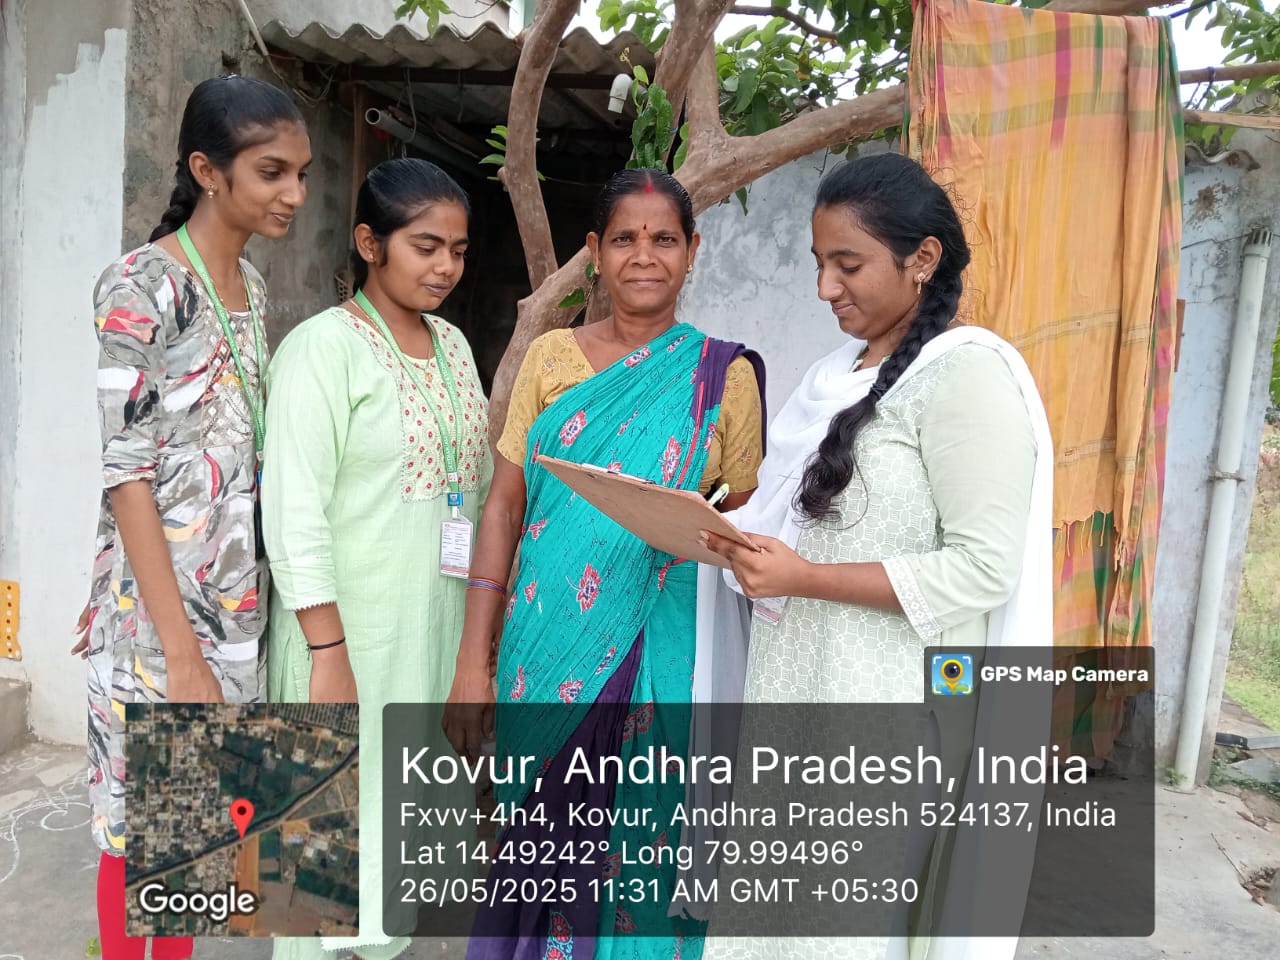 GPS Map Camera
Kovur, Andhra Pradesh, India
Fxvv+4h4, Kovur, Andhra Pradesh 524137, India
Lat 14.49242° Long 79.99496°
26/05/2025 11:31 AM GMT +05:30
Google